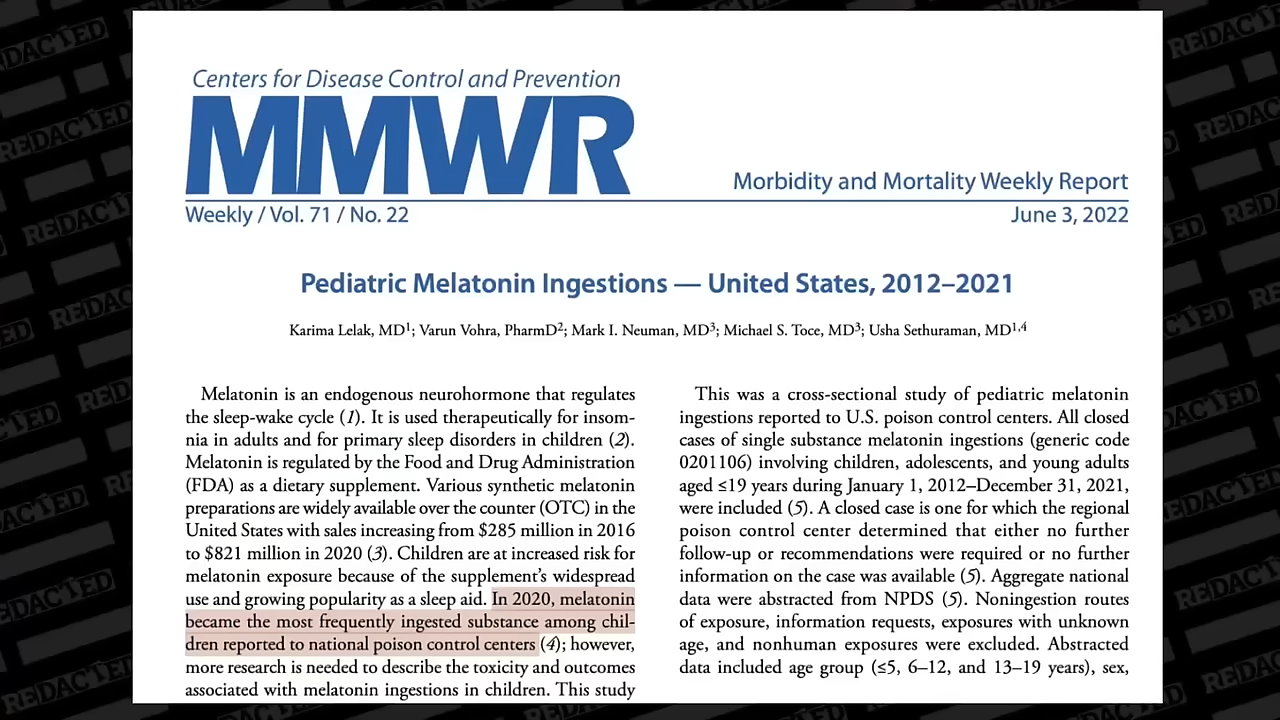 Centers for Disease Control and Prevention
MMWR
Morbidity and Mortality Weekly Report
Weekly / Vol. 71 / No. 22
June 3, 2022
Pediatric Melatonin Ingestions — United States, 2012–2021
Karima Lelak, MD1; Varun Vohra, PharmD2; Mark I. Neuman, MD3; Michael S. Toce, MD3; Usha Sethuraman, MD1,4
Melatonin is an endogenous neurohormone that regulates
the sleep-wake cycle (1). It is used therapeutically for insom-
nia in adults and for primary sleep disorders in children (2).
Melatonin is regulated by the Food and Drug Administration
(FDA) as a dietary supplement. Various synthetic melatonin
preparations are widely available over the counter (OTC) in the
United States with sales increasing from $285 million in 2016
to $821 million in 2020 (3). Children are at increased risk for
melatonin exposure because of the supplement's widespread
use and growing popularity as a sleep aid. In 2020, melatonin
became the most frequently ingested substance among chil-
dren reported to national poison control centers (4); however,
more research is needed to describe the toxicity and outcomes
associated with melatonin ingestions in children. This study
This was a cross-sectional study of pediatric melatonin
ingestions reported to U.S. poison control centers. All closed
cases of single substance melatonin ingestions (generic code
0201106) involving children, adolescents, and young adults
aged ≤19 years during January 1, 2012–December 31, 2021,
were included (5). A closed case is one for which the regional
poison control center determined that either no further
follow-up or recommendations were required or no further
information on the case was available (5). Aggregate national
data were abstracted from NPDS (5). Noningestion routes
of exposure, information requests, exposures with unknown
age, and nonhuman exposures were excluded. Abstracted
data included age group (≤5, 6–12, and 13–19 years), sex,
REDACTED
REDACTED
REDACTED
REDACTED
REDACTED
REDACTED